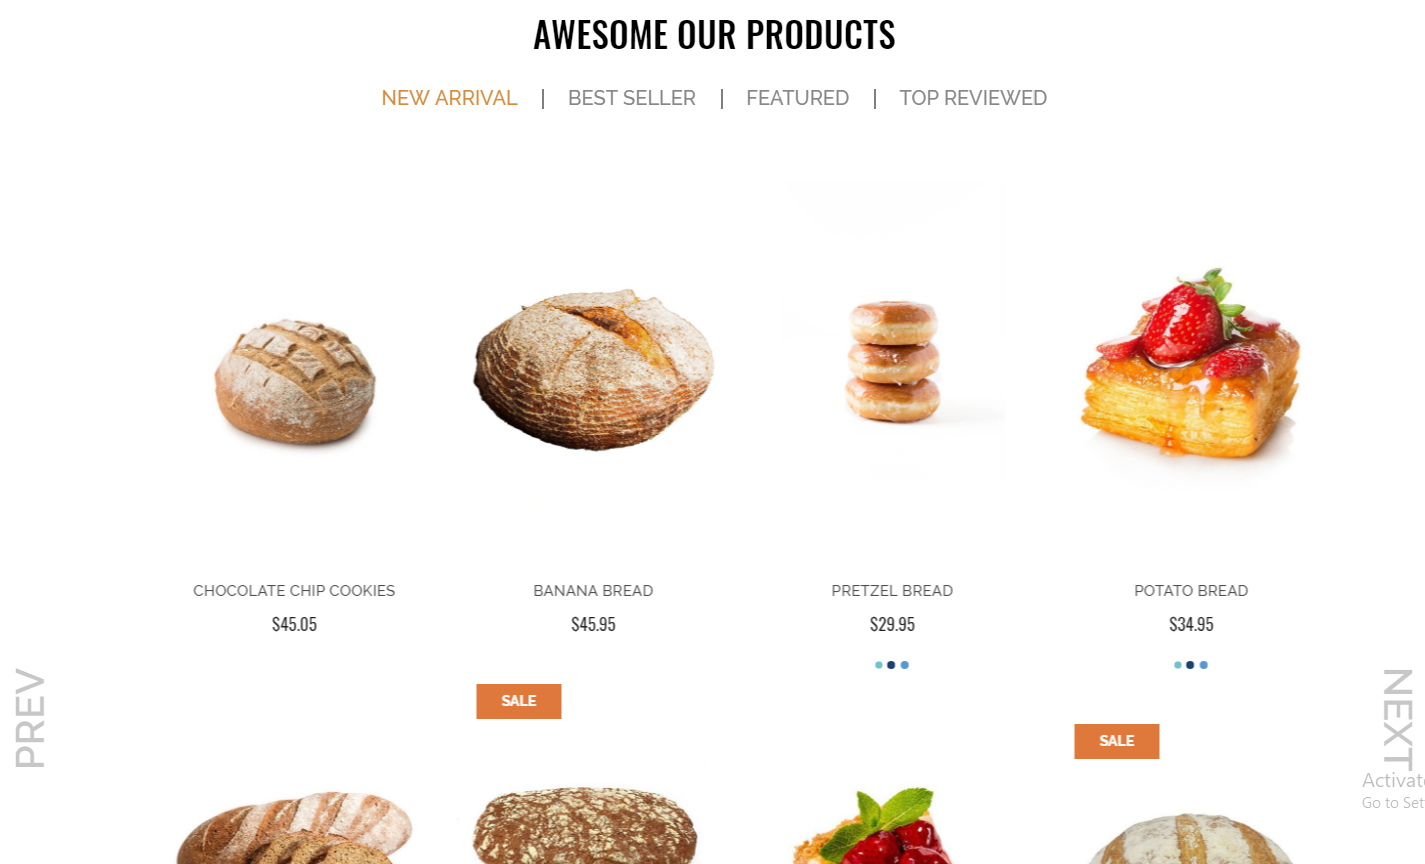 AWESOME OUR PRODUCTS
NEW ARRIVAL | BEST SELLER | FEATURED | TOP REVIEWED
CHOCOLATE CHIP COOKIES
$45.05
BANANA BREAD
$45.95
PRETZEL BREAD
$29.95
POTATO BREAD
$34.95
PREV
NEXT
SALE
SALE
Activate
Go to Set